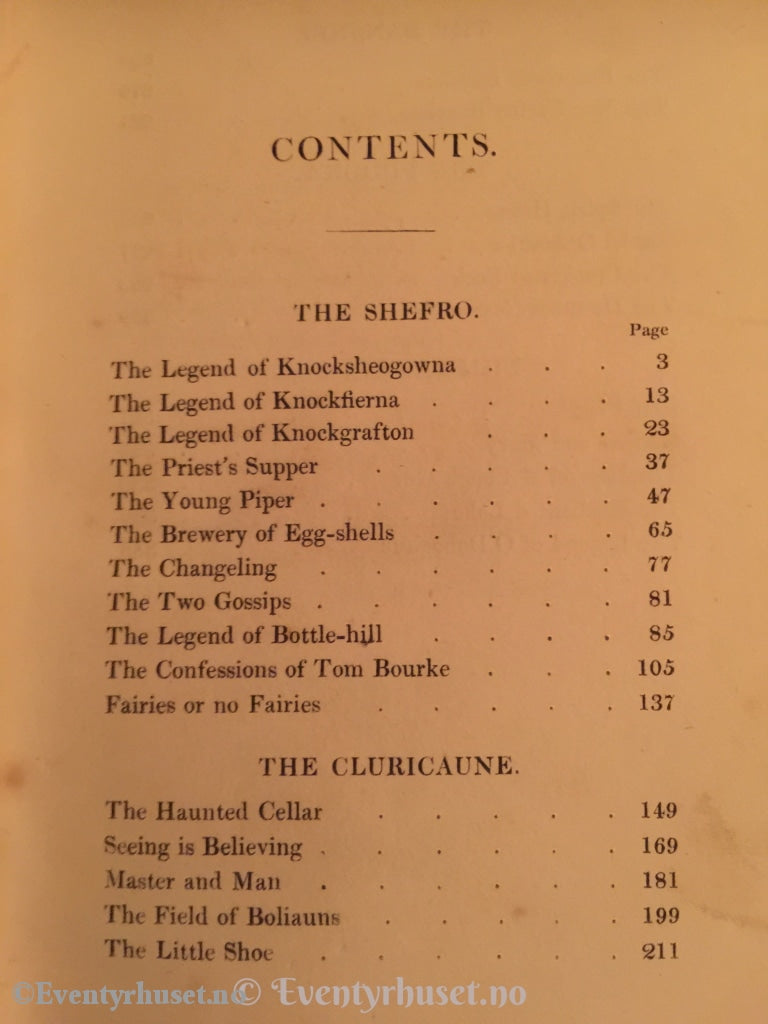 CONTENTS.
THE SHEFRO.
Page
The Legend of Knocksheogowna . . . 3
The Legend of Knockfierna . . . . 13
The Legend of Knockgrafton . . . 23
The Priest's Supper . . . . . 37
The Young Piper . . . . . . 47
The Brewery of Egg-shells . . . . 65
The Changeling . . . . . . 77
The Two Gossips . . . . . . 81
The Legend of Bottle-hill . . . . 85
The Confessions of Tom Bourke . . . 105
Fairies or no Fairies . . . . . 137
THE CLURICAUNE.
The Haunted Cellar . . . . . 149
Seeing is Believing . . . . . . 169
Master and Man . . . . . . 181
The Field of Boliauns . . . . . 199
The Little Shoe . . . . . . 211
©Eventyrhuset.no © Eventyrhuset.no